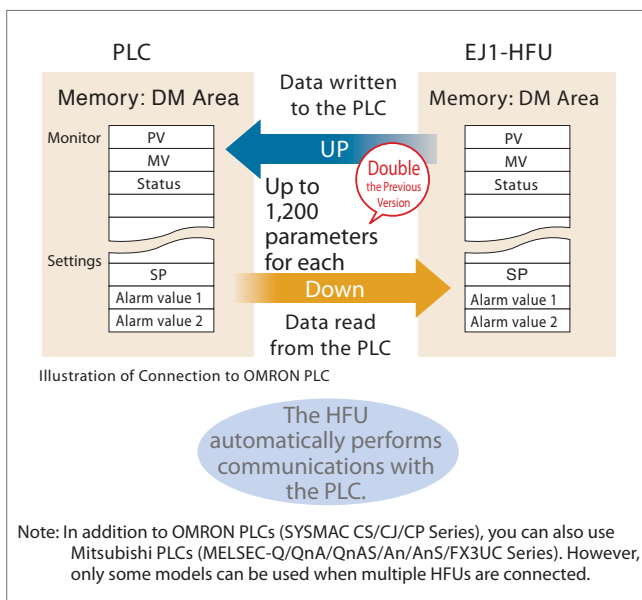 PLC
EJ1-HFU
Memory: DM Area
Data written
to the PLC
Memory: DM Area
Monitor
PV
MV
Status
UP
Double
the Previous
Version
PV
MV
Status
Up to
1,200
parameters
for each
Settings
SP
Alarm value 1
Alarm value 2
Down
SP
Alarm value 1
Alarm value 2
Data read
from the PLC
Illustration of Connection to OMRON PLC
The HFU
automatically performs
communications with
the PLC.
Note: In addition to OMRON PLCs (SYSMAC CS/CJ/CP Series), you can also use
Mitsubishi PLCs (MELSEC-Q/QnA/QnAS/An/AnS/FX3UC Series). However,
only some models can be used when multiple HFUs are connected.